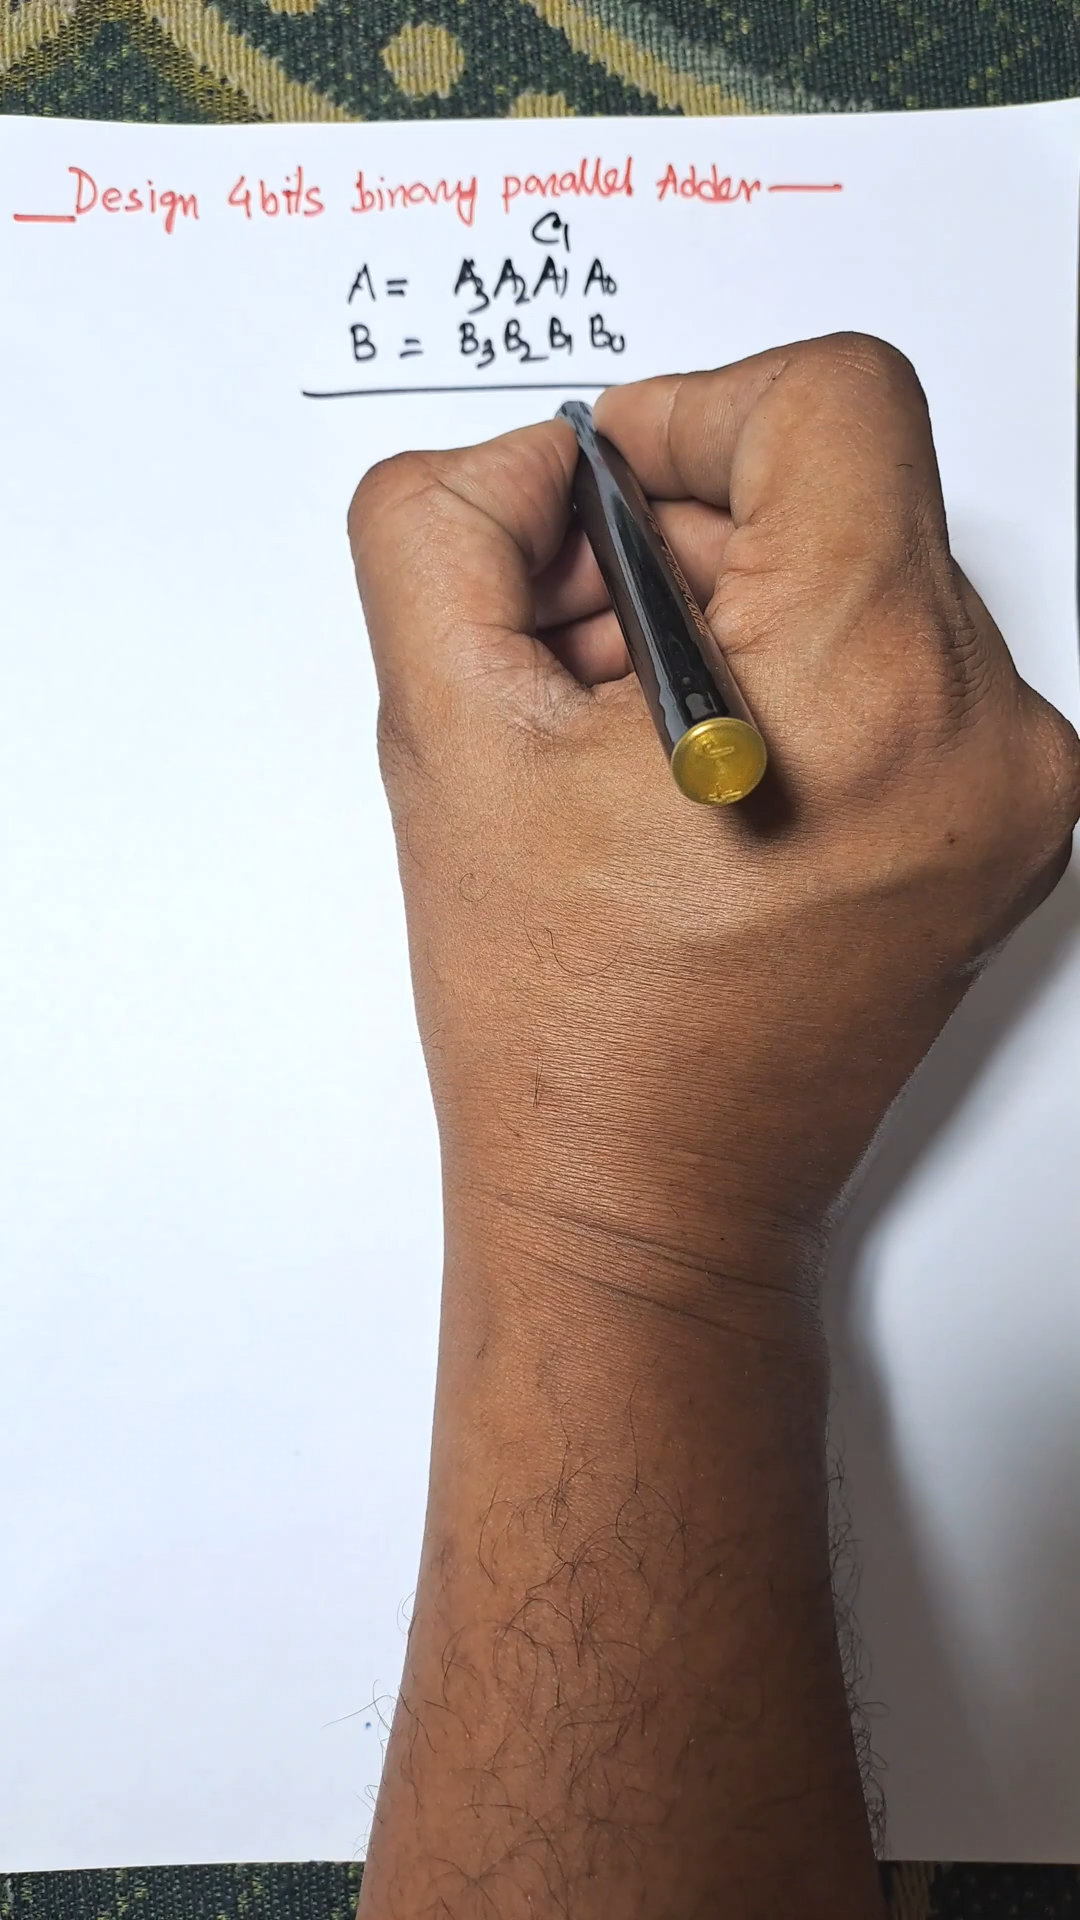 Design 4bits binary parallel Adder
C1
A = A3 A2 A1 A0
B = B3 B2 B1 B0